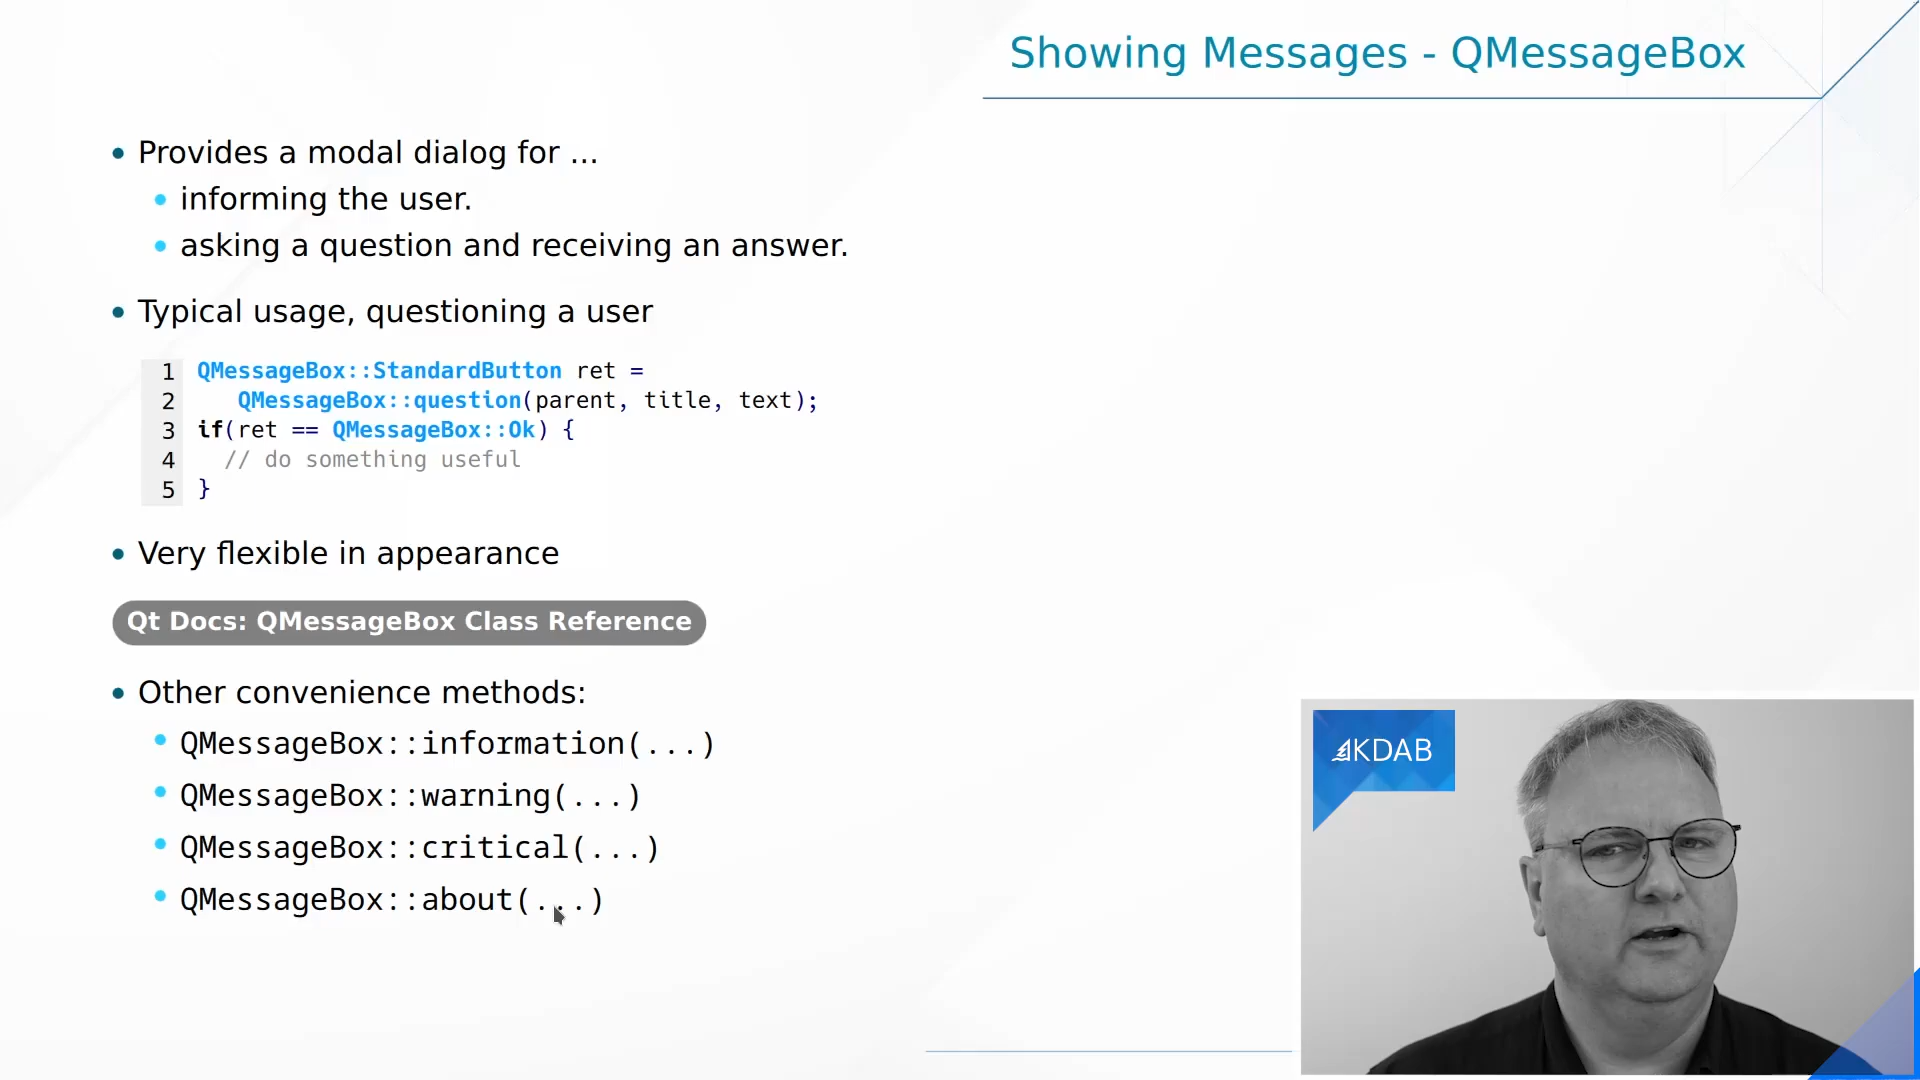 Showing Messages - QMessageBox
• Provides a modal dialog for ...
• informing the user.
• asking a question and receiving an answer.
• Typical usage, questioning a user
1 QMessageBox::StandardButton ret =
2    QMessageBox::question(parent, title, text);
3 if(ret == QMessageBox::Ok) {
4   // do something useful
5 }
• Very flexible in appearance
Qt Docs: QMessageBox Class Reference
• Other convenience methods:
• QMessageBox::information(...)
• QMessageBox::warning(...)
• QMessageBox::critical(...)
• QMessageBox::about(...)
KDAB